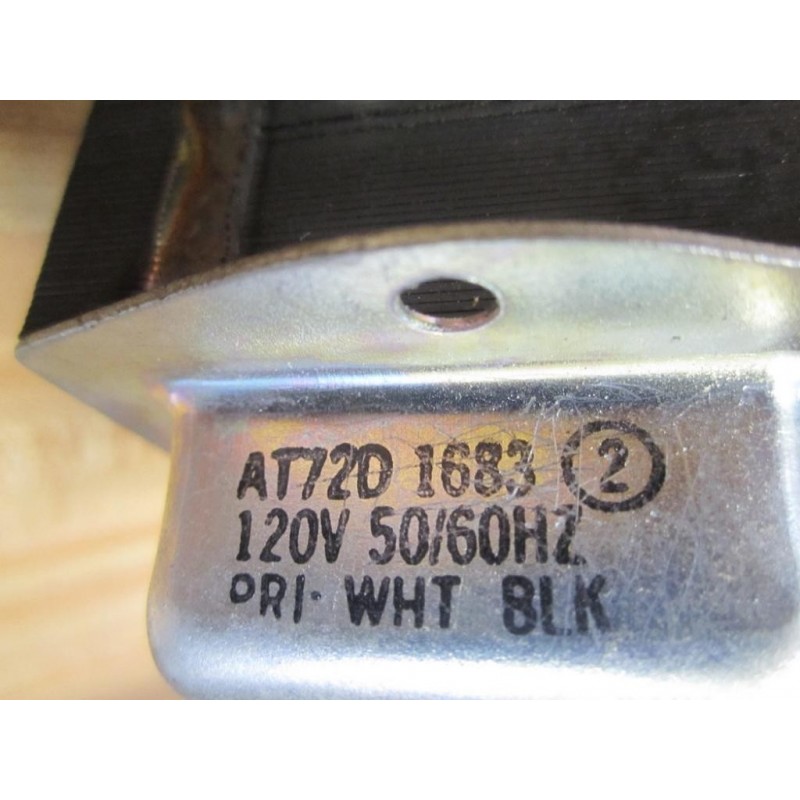 AT72D 1683 ②
120V 50/60HZ
PRI· WHT BLK